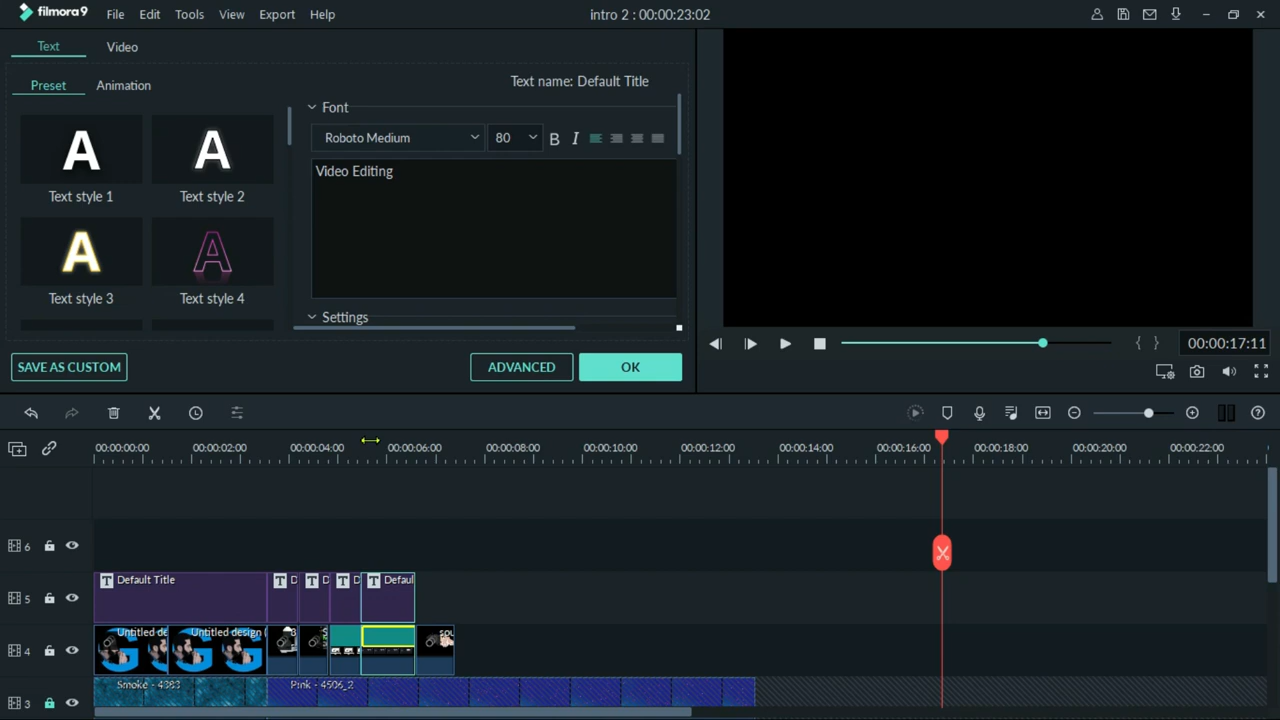 filmora9 File Edit Tools View Export Help intro 2 : 00:00:23:02
Text Video
Preset Animation
Text name: Default Title
Font
Roboto Medium 80 B I
Video Editing
A A
Text style 1 Text style 2
A A
Text style 3 Text style 4
Settings
SAVE AS CUSTOM ADVANCED OK
00:00:17:11
00:00:00:00 00:00:02:00 00:00:04:00 00:00:06:00 00:00:08:00 00:00:10:00 00:00:12:00 00:00:14:00 00:00:16:00 00:00:18:00 00:00:20:00 00:00:22:00
6
5 T Default Title T D T D T D T Defaul
4 Untitled de Untitled design ( sou
3 Smoke - 4383 Pink - 4506_2